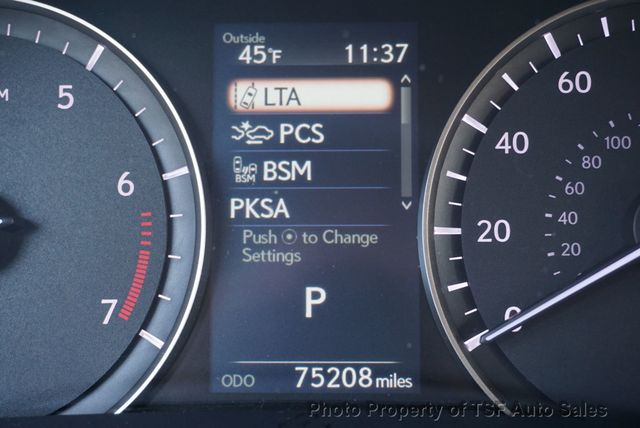 Outside
45°F 11:37
LTA
PCS
BSM BSM
PKSA
Push to Change
Settings
P
ODO 75208 miles
M
5
6
7
60
40
20
0
100
80
60
40
20
Photo Property of TSF Auto Sales